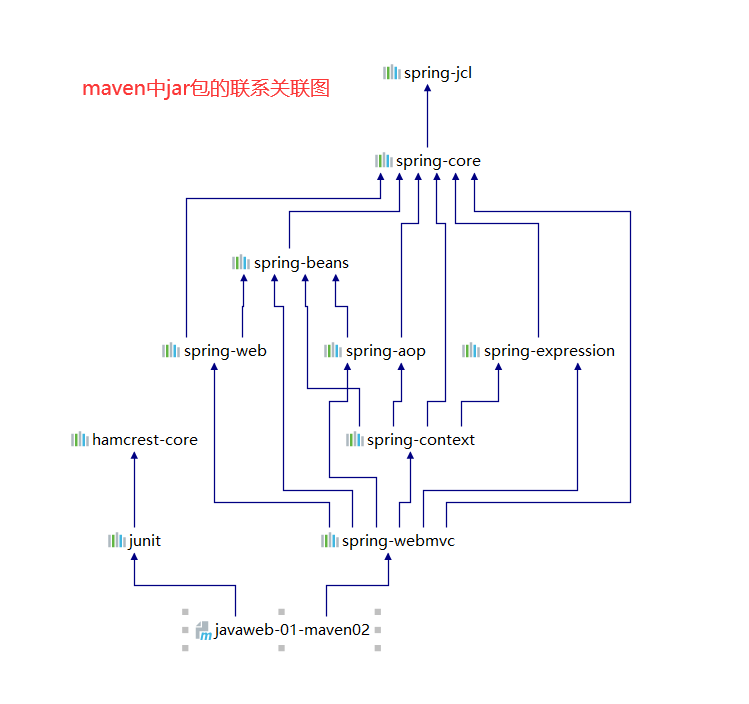 spring-jcl
maven中jar包的联系关联图
spring-core
spring-beans
spring-web
spring-aop
spring-expression
hamcrest-core
spring-context
junit
spring-webmvc
javaweb-01-maven02